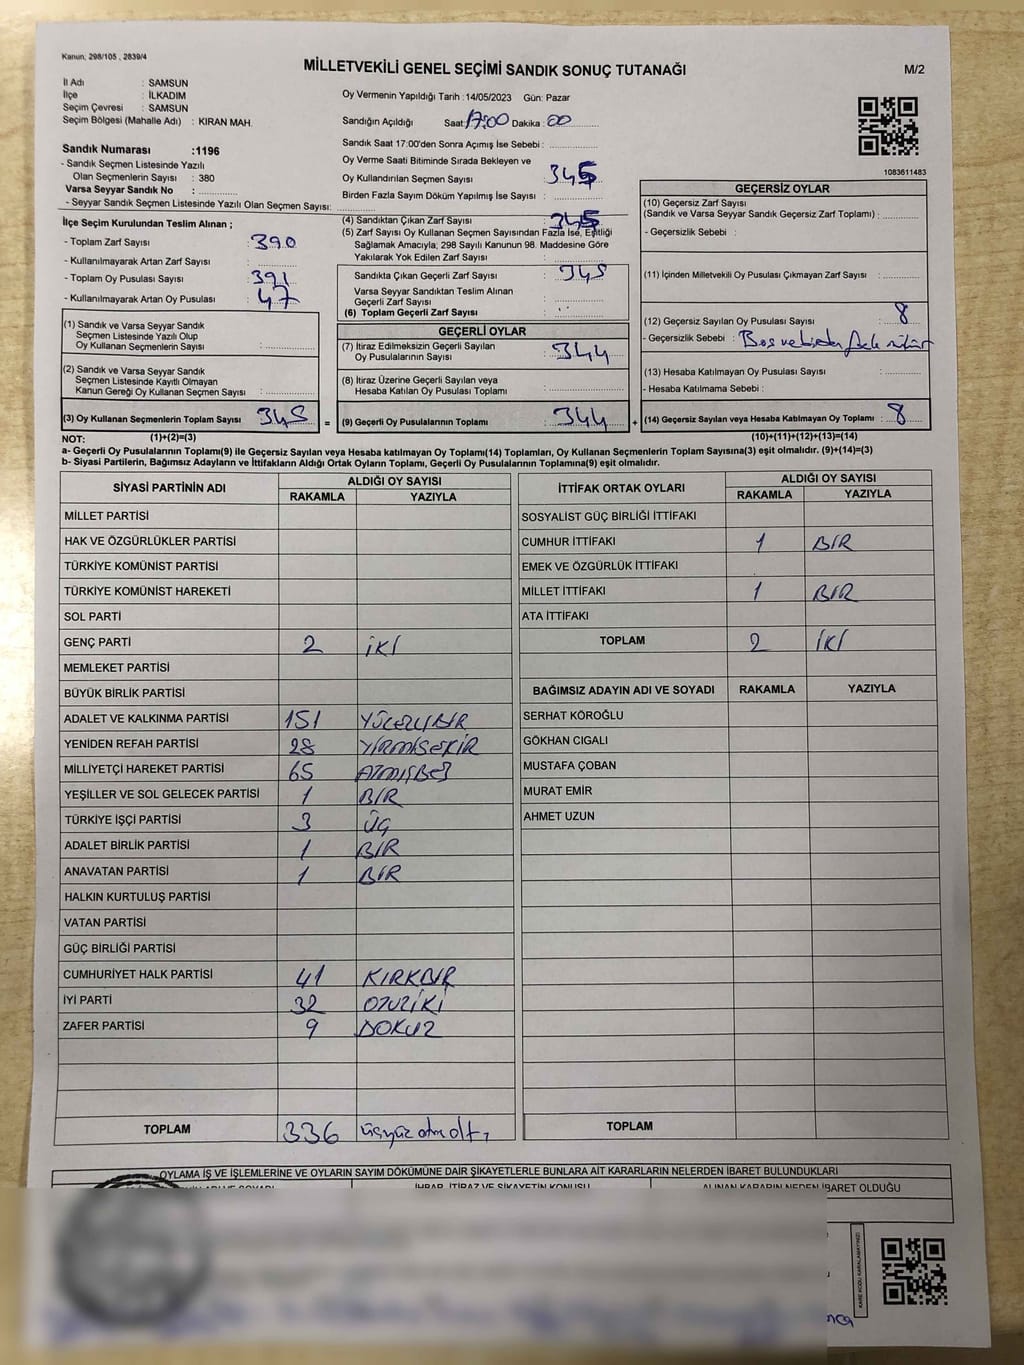 Kanun; 298/105 , 2839/4
MİLLETVEKİLİ GENEL SEÇİMİ SANDIK SONUÇ TUTANAĞI
M/2
İl Adı : SAMSUN
İlçe : İLKADIM
Seçim Çevresi : SAMSUN
Seçim Bölgesi (Mahalle Adı) : KIRAN MAH.
Sandık Numarası :1196
- Sandık Seçmen Listesinde Yazılı
Olan Seçmenlerin Sayısı : 380
Varsa Seyyar Sandık No :
- Seyyar Sandık Seçmen Listesinde Yazılı Olan Seçmen Sayısı:
Oy Vermenin Yapıldığı Tarih : 14/05/2023 Gün: Pazar
Sandığın Açıldığı Saat: 17:00 Dakika : 00
Sandık Saat 17:00'den Sonra Açımış İse Sebebi :
Oy Verme Saati Bitiminde Sırada Bekleyen ve
Oy Kullandırılan Seçmen Sayısı : 345
Birden Fazla Sayım Döküm Yapılmış İse Sayısı :
1083611483
İlçe Seçim Kurulundan Teslim Alınan ;
- Toplam Zarf Sayısı : 390
- Kullanılmayarak Artan Zarf Sayısı :
- Toplam Oy Pusulası Sayısı : 391
- Kullanılmayarak Artan Oy Pusulası : 47
(1) Sandık ve Varsa Seyyar Sandık
Seçmen Listesinde Yazılı Olup
Oy Kullanan Seçmenlerin Sayısı :
(2) Sandık ve Varsa Seyyar Sandık
Seçmen Listesinde Kayıtlı Olmayan
Kanun Gereği Oy Kullanan Seçmen Sayısı :
(3) Oy Kullanan Seçmenlerin Toplam Sayısı : 345 =
(4) Sandıktan Çıkan Zarf Sayısı : 345
(5) Zarf Sayısı Oy Kullanan Seçmen Sayısından Fazla İse, Eşitliği
Sağlamak Amacıyla; 298 Sayılı Kanunun 98. Maddesine Göre
Yakılarak Yok Edilen Zarf Sayısı :
Sandıkta Çıkan Geçerli Zarf Sayısı : 345
Varsa Seyyar Sandıktan Teslim Alınan
Geçerli Zarf Sayısı :
(6) Toplam Geçerli Zarf Sayısı :
GEÇERLİ OYLAR
(7) İtiraz Edilmeksizin Geçerli Sayılan
Oy Pusulalarının Sayısı : 344
(8) İtiraz Üzerine Geçerli Sayılan veya
Hesaba Katılan Oy Pusulası Toplamı :
(9) Geçerli Oy Pusulalarının Toplamı : 344 +
GEÇERSİZ OYLAR
(10) Geçersiz Zarf Sayısı
(Sandık ve Varsa Seyyar Sandık Geçersiz Zarf Toplamı) :
- Geçersizlik Sebebi :
(11) İçinden Milletvekili Oy Pusulası Çıkmayan Zarf Sayısı :
(12) Geçersiz Sayılan Oy Pusulası Sayısı : 8
- Geçersizlik Sebebi : Boş ve birden fazla mühür
(13) Hesaba Katılmayan Oy Pusulası Sayısı :
- Hesaba Katılmama Sebebi :
(14) Geçersiz Sayılan veya Hesaba Katılmayan Oy Toplamı : 8
NOT: (1)+(2)=(3) (10)+(11)+(12)+(13)=(14)
a- Geçerli Oy Pusulalarının Toplamı(9) ile Geçersiz Sayılan veya Hesaba Katılmayan Oy Toplamı(14) Toplamları, Oy Kullanan Seçmenlerin Toplam Sayısına(3) eşit olmalıdır. (9)+(14)=(3)
b- Siyasi Partilerin, Bağımsız Adayların ve İttifakların Aldığı Ortak Oyların Toplamı, Geçerli Oy Pusulalarının Toplamına(9) eşit olmalıdır.
SİYASİ PARTİNİN ADI ALDIĞI OY SAYISI
RAKAMLA YAZIYLA
MİLLET PARTİSİ
HAK VE ÖZGÜRLÜKLER PARTİSİ
TÜRKİYE KOMÜNİST PARTİSİ
TÜRKİYE KOMÜNİST HAREKETİ
SOL PARTİ
GENÇ PARTİ 2 İKİ
MEMLEKET PARTİSİ
BÜYÜK BİRLİK PARTİSİ
ADALET VE KALKINMA PARTİSİ 151 YÜZELLİBİR
YENİDEN REFAH PARTİSİ 28 YİRMİSEKİZ
MİLLİYETÇİ HAREKET PARTİSİ 65 ATMIŞBEŞ
YEŞİLLER VE SOL GELECEK PARTİSİ 1 BİR
TÜRKİYE İŞÇİ PARTİSİ 3 ÜÇ
ADALET BİRLİK PARTİSİ 1 BİR
ANAVATAN PARTİSİ 1 BİR
HALKIN KURTULUŞ PARTİSİ
VATAN PARTİSİ
GÜÇ BİRLİĞİ PARTİSİ
CUMHURİYET HALK PARTİSİ 41 KIRKBİR
İYİ PARTİ 32 OTUZİKİ
ZAFER PARTİSİ 9 DOKUZ
TOPLAM 336 üçyüz otuz altı
İTTİFAK ORTAK OYLARI ALDIĞI OY SAYISI
RAKAMLA YAZIYLA
SOSYALİST GÜÇ BİRLİĞİ İTTİFAKI
CUMHUR İTTİFAKI 1 BİR
EMEK VE ÖZGÜRLÜK İTTİFAKI
MİLLET İTTİFAKI 1 BİR
ATA İTTİFAKI
TOPLAM 2 İKİ
BAĞIMSIZ ADAYIN ADI VE SOYADI RAKAMLA YAZIYLA
SERHAT KÖROĞLU
GÖKHAN CIGALI
MUSTAFA ÇOBAN
MURAT EMİR
AHMET UZUN
TOPLAM
OYLAMA İŞ VE İŞLEMLERİNE VE OYLARIN SAYIM DÖKÜMÜNE DAİR ŞİKAYETLERLE BUNLARA AİT KARARLARIN NELERDEN İBARET BULUNDUKLARI
İHBAR, İTİRAZ VE ŞİKAYETİN KONUSU ALINAN KARARIN NEDEN İBARET OLDUĞU
KARE KODU KARALAMAYINIZ!